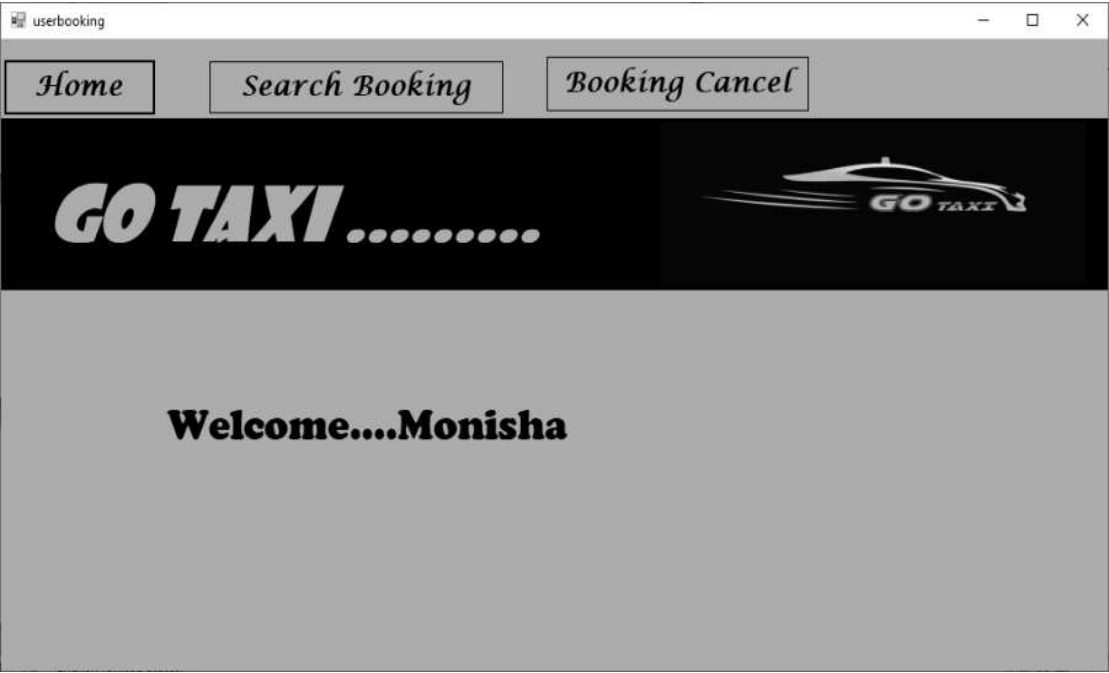 userbooking
Home Search Booking Booking Cancel
GO TAXI .........
GO TAXI
Welcome....Monisha